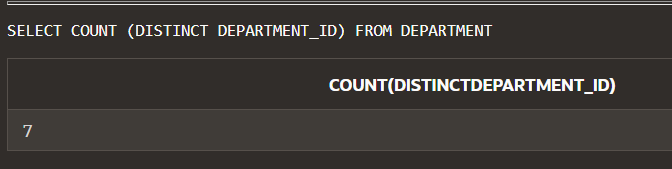 SELECT COUNT (DISTINCT DEPARTMENT_ID) FROM DEPARTMENT
COUNT(DISTINCTDEPARTMENT_ID)
7